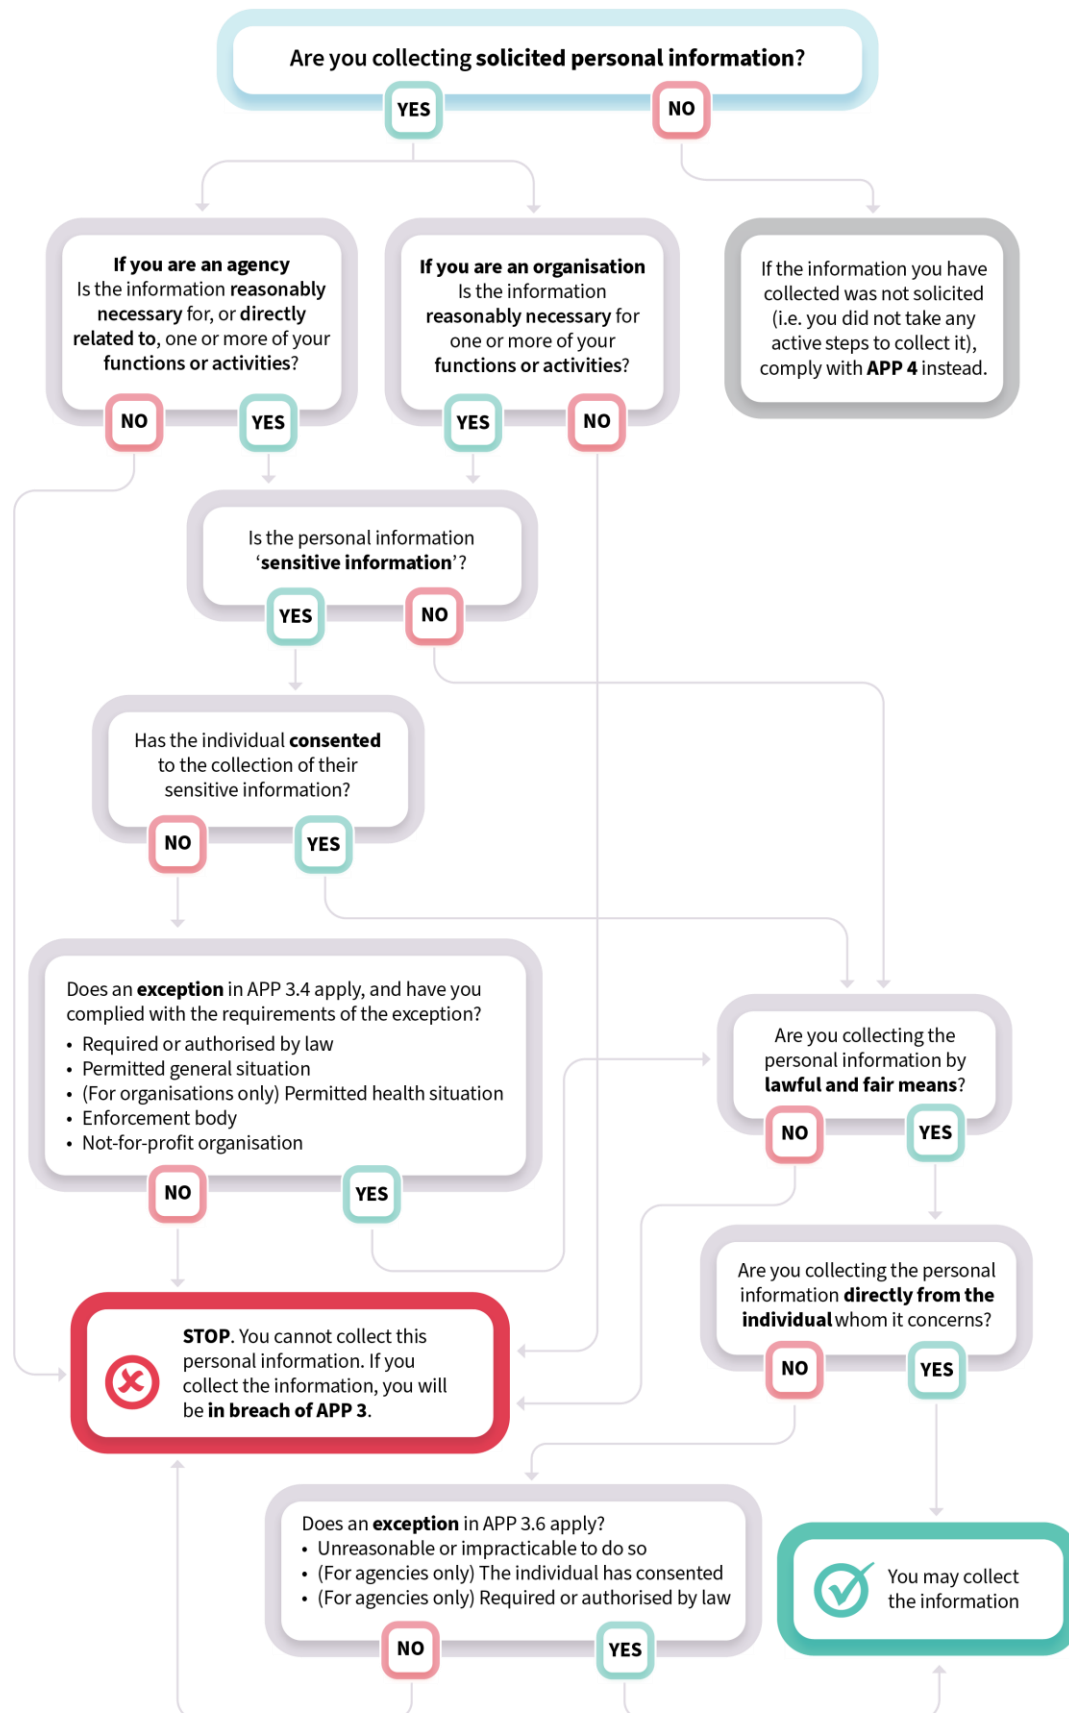 Are you collecting solicited personal information?
YES
NO
If you are an agency
Is the information reasonably
necessary for, or directly
related to, one or more of your
functions or activities?
NO
YES
If you are an organisation
Is the information
reasonably necessary for
one or more of your
functions or activities?
YES
NO
If the information you have
collected was not solicited
(i.e. you did not take any
active steps to collect it),
comply with APP 4 instead.
Is the personal information
‘sensitive information’?
YES
NO
Has the individual consented
to the collection of their
sensitive information?
NO
YES
Does an exception in APP 3.4 apply, and have you
complied with the requirements of the exception?
• Required or authorised by law
• Permitted general situation
• (For organisations only) Permitted health situation
• Enforcement body
• Not-for-profit organisation
NO
YES
Are you collecting the
personal information by
lawful and fair means?
NO
YES
Are you collecting the personal
information directly from the
individual whom it concerns?
NO
YES
STOP. You cannot collect this
personal information. If you
collect the information, you will
be in breach of APP 3.
Does an exception in APP 3.6 apply?
• Unreasonable or impracticable to do so
• (For agencies only) The individual has consented
• (For agencies only) Required or authorised by law
NO
YES
You may collect
the information